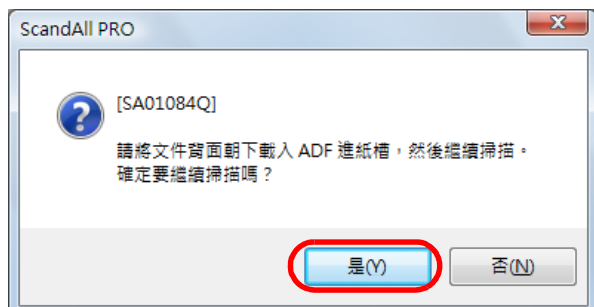 ScandAll PRO
[SA01084Q]
請將文件背面朝下載入 ADF 進紙槽，然後繼續掃描。
確定要繼續掃描嗎？
是(Y)
否(N)